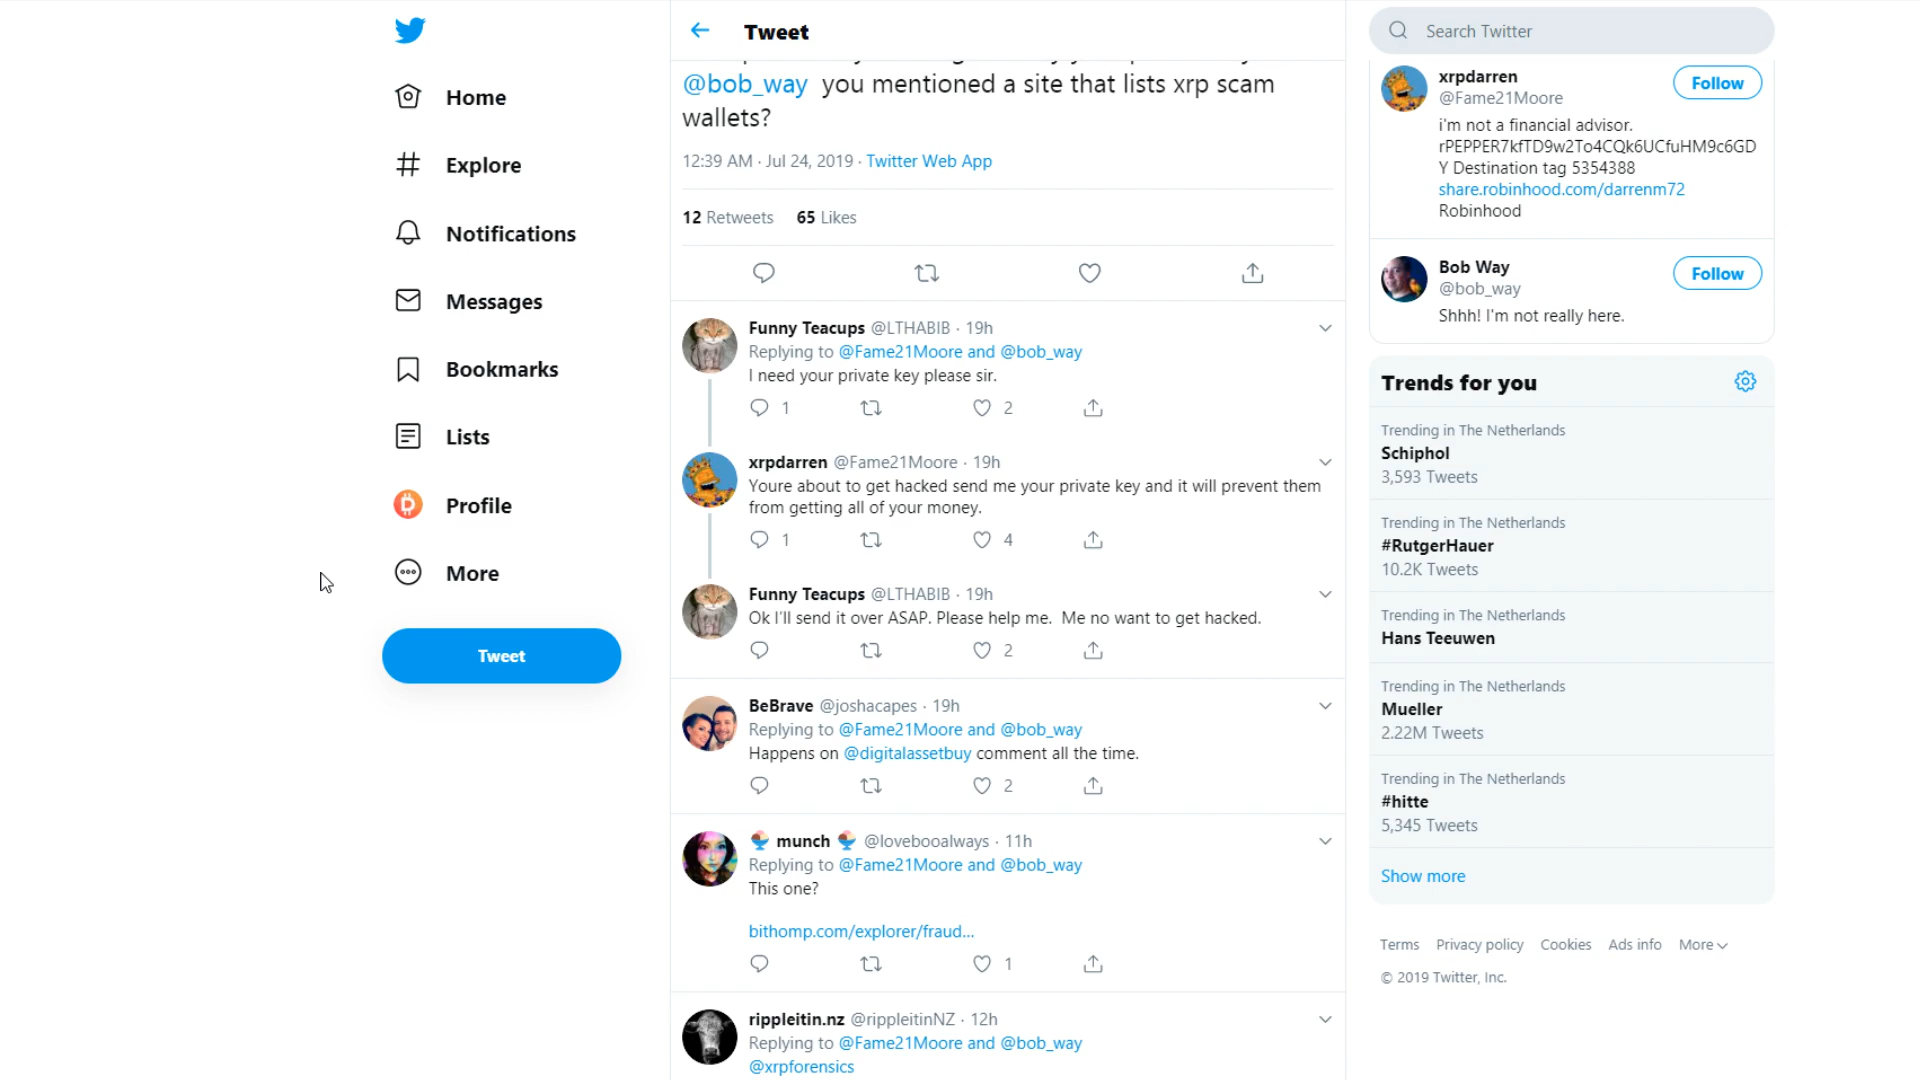 Home
Explore
Notifications
Messages
Bookmarks
Lists
Profile
More
Tweet
Tweet
@bob_way you mentioned a site that lists xrp scam
wallets?
12:39 AM · Jul 24, 2019 · Twitter Web App
12 Retweets 65 Likes
Funny Teacups @LTHABIB · 19h
Replying to @Fame21Moore and @bob_way
I need your private key please sir.
1 2
xrpdarren @Fame21Moore · 19h
Youre about to get hacked send me your private key and it will prevent them
from getting all of your money.
1 4
Funny Teacups @LTHABIB · 19h
Ok I'll send it over ASAP. Please help me. Me no want to get hacked.
2
BeBrave @joshacapes · 19h
Replying to @Fame21Moore and @bob_way
Happens on @digitalassetbuy comment all the time.
2
munch @lovebooalways · 11h
Replying to @Fame21Moore and @bob_way
This one?
bithomp.com/explorer/fraud...
1
rippleitin.nz @rippleitinNZ · 12h
Replying to @Fame21Moore and @bob_way
@xrpforensics
Search Twitter
xrpdarren
@Fame21Moore
Follow
i'm not a financial advisor.
rPEPPER7kfTD9w2To4CQk6UCfuHM9c6GD
Y Destination tag 5354388
share.robinhood.com/darrenm72
Robinhood
Bob Way
@bob_way
Follow
Shhh! I'm not really here.
Trends for you
Trending in The Netherlands
Schiphol
3,593 Tweets
Trending in The Netherlands
#RutgerHauer
10.2K Tweets
Trending in The Netherlands
Hans Teeuwen
Trending in The Netherlands
Mueller
2.22M Tweets
Trending in The Netherlands
#hitte
5,345 Tweets
Show more
Terms Privacy policy Cookies Ads info More
© 2019 Twitter, Inc.